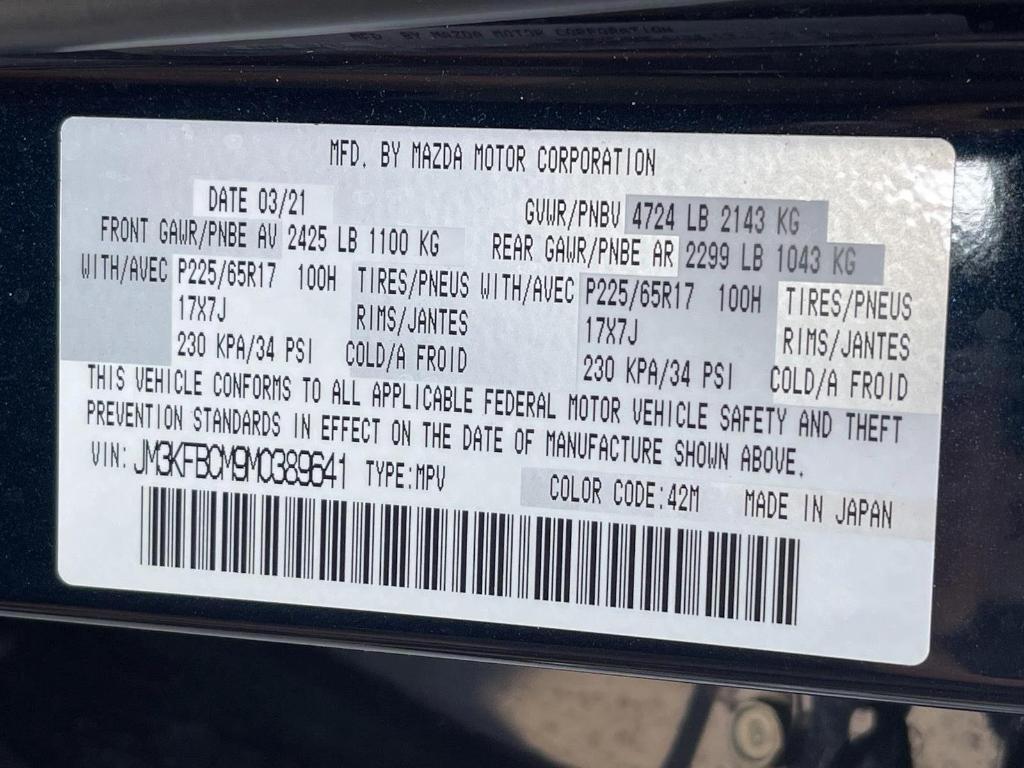 MFD. BY MAZDA MOTOR CORPORATION
MFD. BY MAZDA MOTOR CORPORATION
DATE 03/21 GVWR/PNBV 4724 LB 2143 KG
FRONT GAWR/PNBE AV 2425 LB 1100 KG REAR GAWR/PNBE AR 2299 LB 1043 KG
WITH/AVEC P225/65R17 100H TIRES/PNEUS WITH/AVEC P225/65R17 100H TIRES/PNEUS
17X7J RIMS/JANTES 17X7J RIMS/JANTES
230 KPA/34 PSI COLD/A FROID 230 KPA/34 PSI COLD/A FROID
THIS VEHICLE CONFORMS TO ALL APPLICABLE FEDERAL MOTOR VEHICLE SAFETY AND THEFT
PREVENTION STANDARDS IN EFFECT ON THE DATE OF MANUFACTURE SHOWN ABOVE.
VIN: JM3KFBCM9M0389641 TYPE:MPV COLOR CODE:42M MADE IN JAPAN